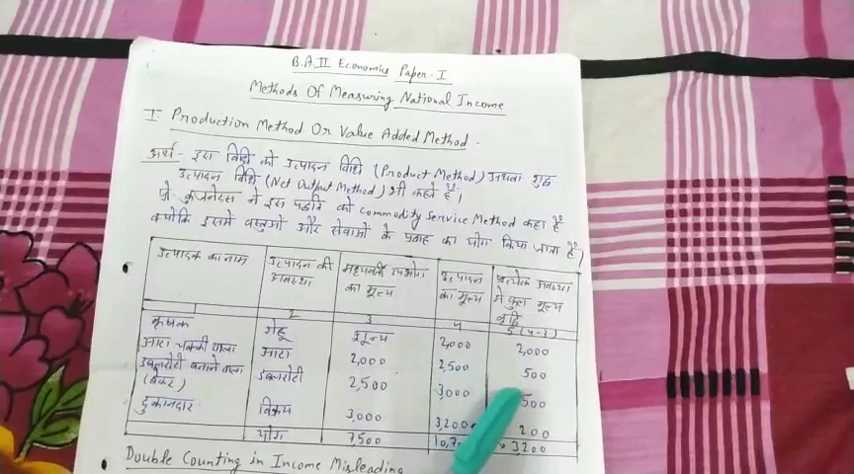 B.A.II Economics Paper-I
Methods Of Measuring National Income
I Production Method Or Value Added Method -
अर्थ - इस विधि को उत्पादन विधि (Product Method) अथवा शुद्ध
उत्पादन विधि (Net Output Method) भी कहते हैं।
प्रो कुजनेट्स ने इस पद्धति को commodity Service Method कहा है
क्योंकि इसमें वस्तुओं और सेवाओं के प्रवाह का योग किया जाता है।
उत्पादक का नाम उत्पादन की अवस्था मध्यवर्ती उपभोग का मूल्य उत्पादन का मूल्य प्रत्येक अवस्था में कुल मूल्य वृद्धि
2 3 4 5 (4-3)
कृषक गेहू शून्य 2,000 2,000
आटा चक्की वाला आटा 2,000 2,500 500
डबलरोटी बनाने वाला (बेकर) डबलरोटी 2,500 3,000 500
दुकानदार विक्रय 3,000 3,200 200
योग 7,500 10,7 3200
Double Counting in Income Misleading